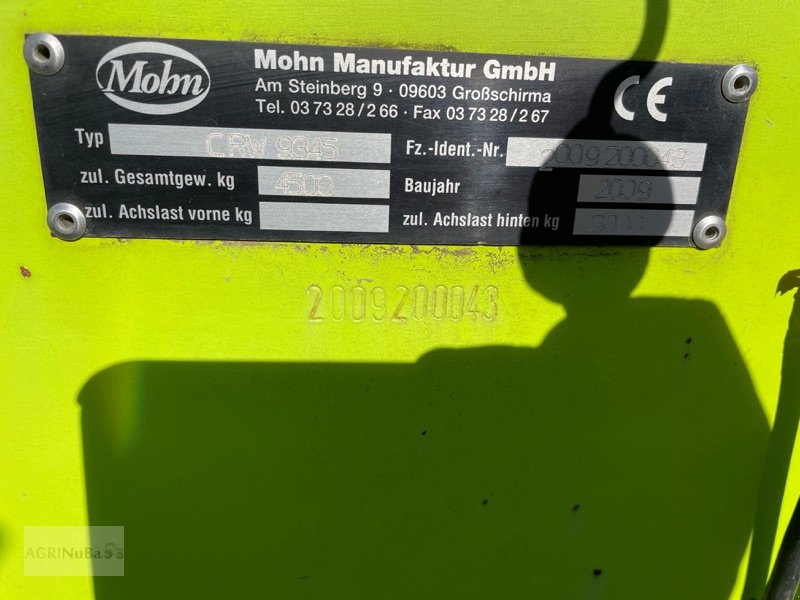 Mohn
Mohn Manufaktur GmbH
Am Steinberg 9 · 09603 Großschirma
Tel. 03 73 28 / 2 66 · Fax 03 73 28 / 2 67
CE
Typ CRW 9345 Fz.-Ident.-Nr. 2009200043
zul. Gesamtgew. kg 4500 Baujahr 2009
zul. Achslast vorne kg zul. Achslast hinten kg
2009200043
AGRINuBaSS